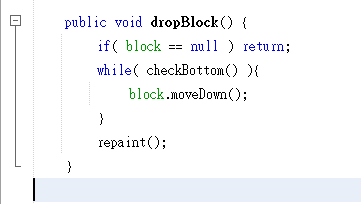 public void dropBlock() {
if( block == null ) return;
while( checkBottom() ){
block.moveDown();
}
repaint();
}